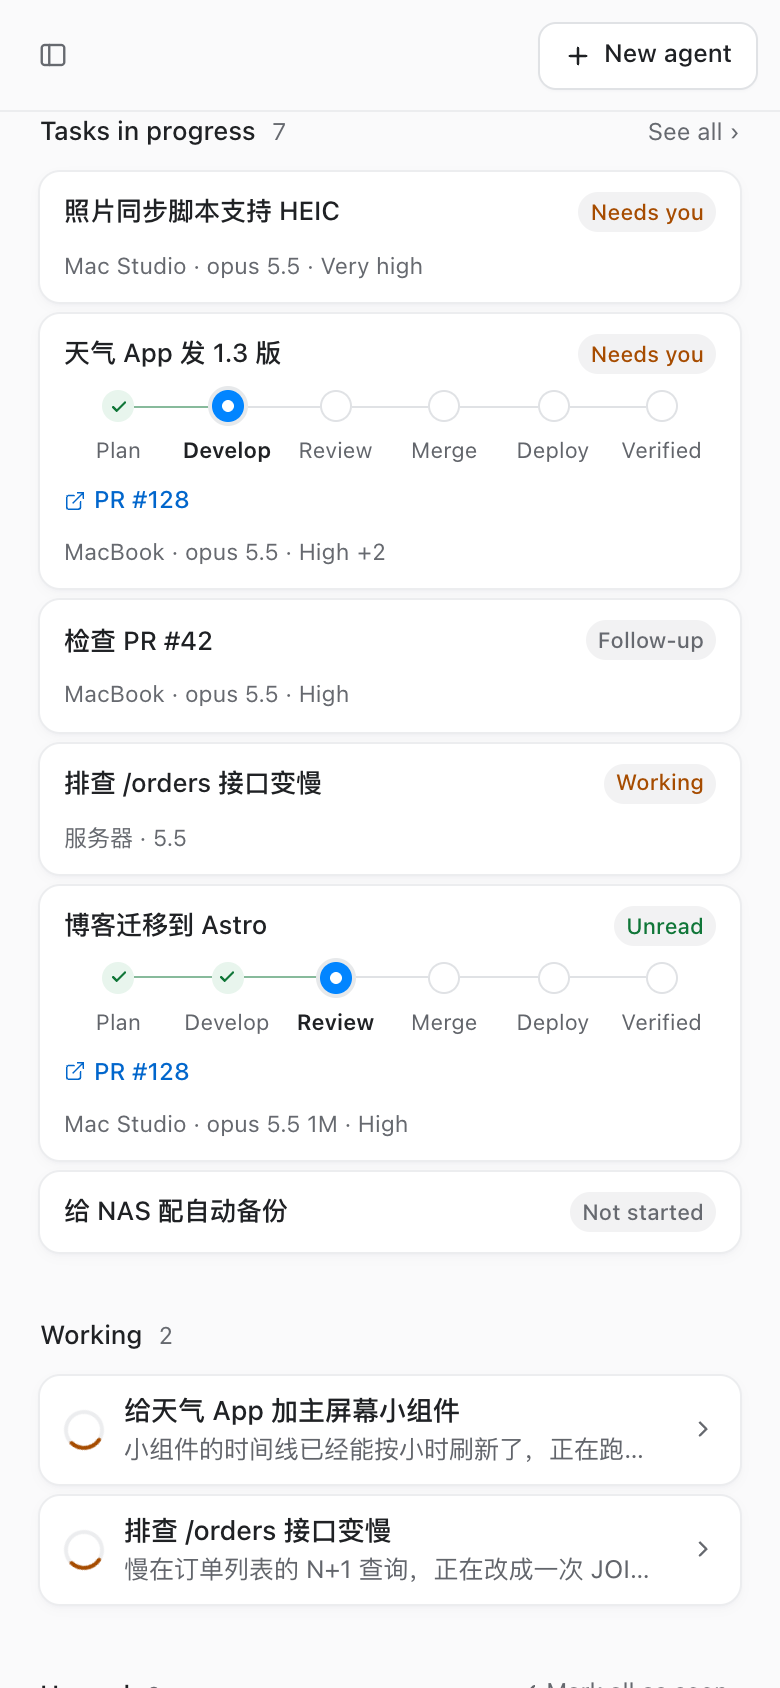 New agent
Tasks in progress 7
See all ›
照片同步脚本支持 HEIC
Needs you
Mac Studio · opus 5.5 · Very high
天气 App 发 1.3 版
Needs you
Plan Develop Review Merge Deploy Verified
PR #128
MacBook · opus 5.5 · High +2
检查 PR #42
Follow-up
MacBook · opus 5.5 · High
排查 /orders 接口变慢
Working
服务器 · 5.5
博客迁移到 Astro
Unread
Plan Develop Review Merge Deploy Verified
PR #128
Mac Studio · opus 5.5 1M · High
给 NAS 配自动备份
Not started
Working 2
给天气 App 加主屏幕小组件
小组件的时间线已经能按小时刷新了，正在跑...
排查 /orders 接口变慢
慢在订单列表的 N+1 查询，正在改成一次 JOI...